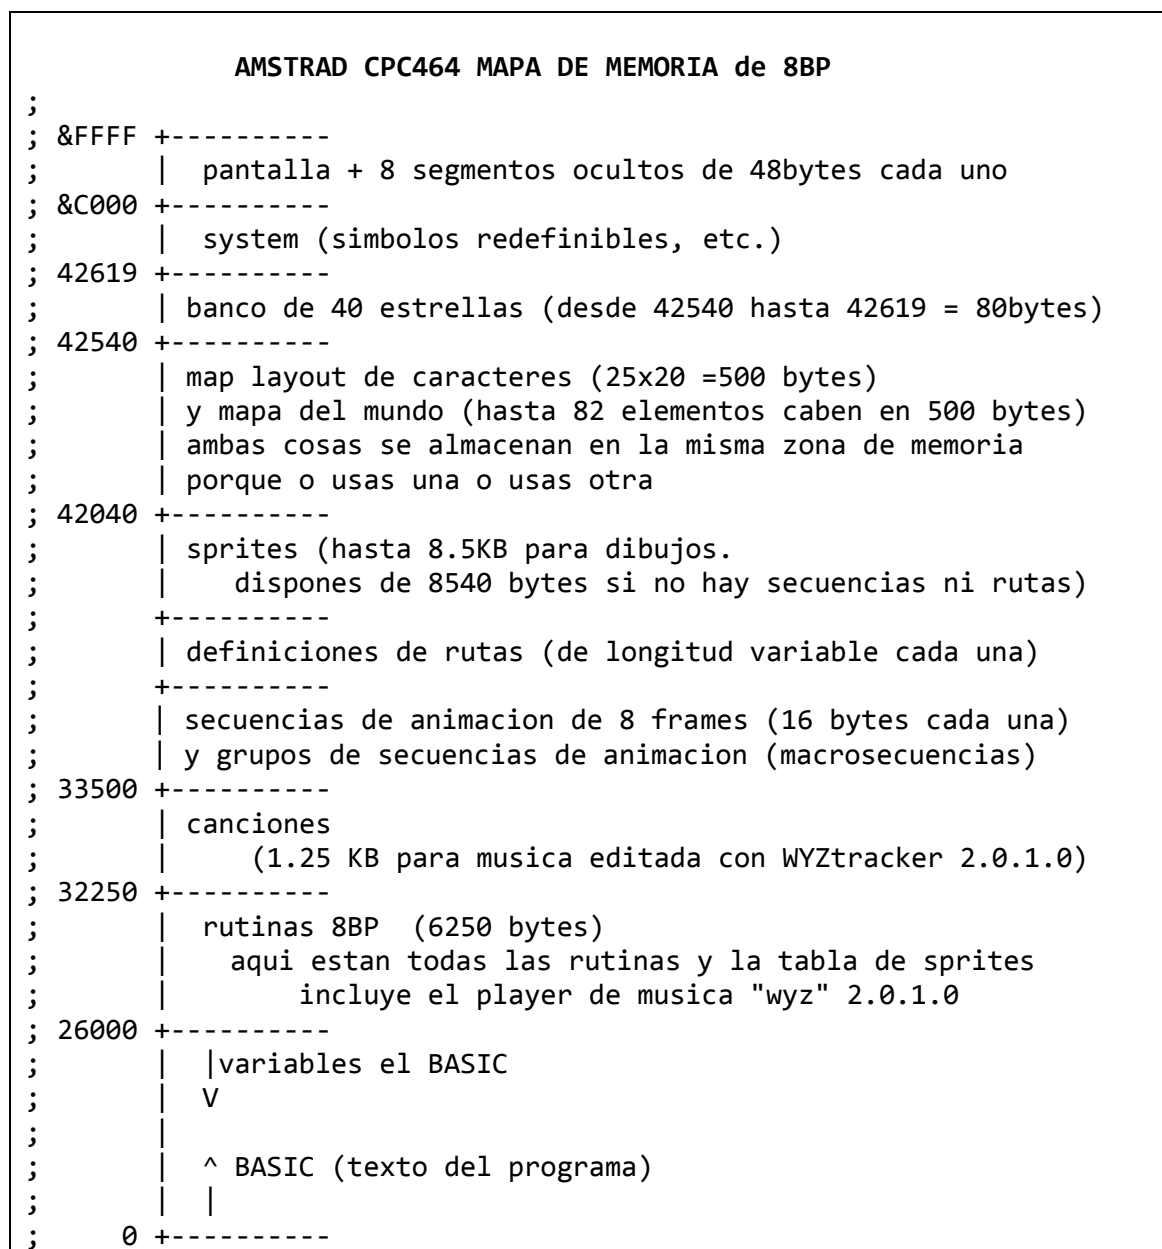 AMSTRAD CPC464 MAPA DE MEMORIA de 8BP
;
; &FFFF +----------
;       |  pantalla + 8 segmentos ocultos de 48bytes cada uno
; &C000 +----------
;       |  system (simbolos redefinibles, etc.)
; 42619 +----------
;       | banco de 40 estrellas (desde 42540 hasta 42619 = 80bytes)
; 42540 +----------
;       | map layout de caracteres (25x20 =500 bytes)
;       | y mapa del mundo (hasta 82 elementos caben en 500 bytes)
;       | ambas cosas se almacenan en la misma zona de memoria
;       | porque o usas una o usas otra
; 42040 +----------
;       | sprites (hasta 8.5KB para dibujos.
;       |    dispones de 8540 bytes si no hay secuencias ni rutas)
;       +----------
;       | definiciones de rutas (de longitud variable cada una)
;       +----------
;       | secuencias de animacion de 8 frames (16 bytes cada una)
;       | y grupos de secuencias de animacion (macrosecuencias)
; 33500 +----------
;       | canciones
;       |     (1.25 KB para musica editada con WYZtracker 2.0.1.0)
; 32250 +----------
;       |  rutinas 8BP  (6250 bytes)
;       |    aqui estan todas las rutinas y la tabla de sprites
;       |        incluye el player de musica "wyz" 2.0.1.0
; 26000 +----------
;       |  |variables el BASIC
;       |  V
;       |
;       |  ^ BASIC (texto del programa)
;       |  |
;     0 +----------